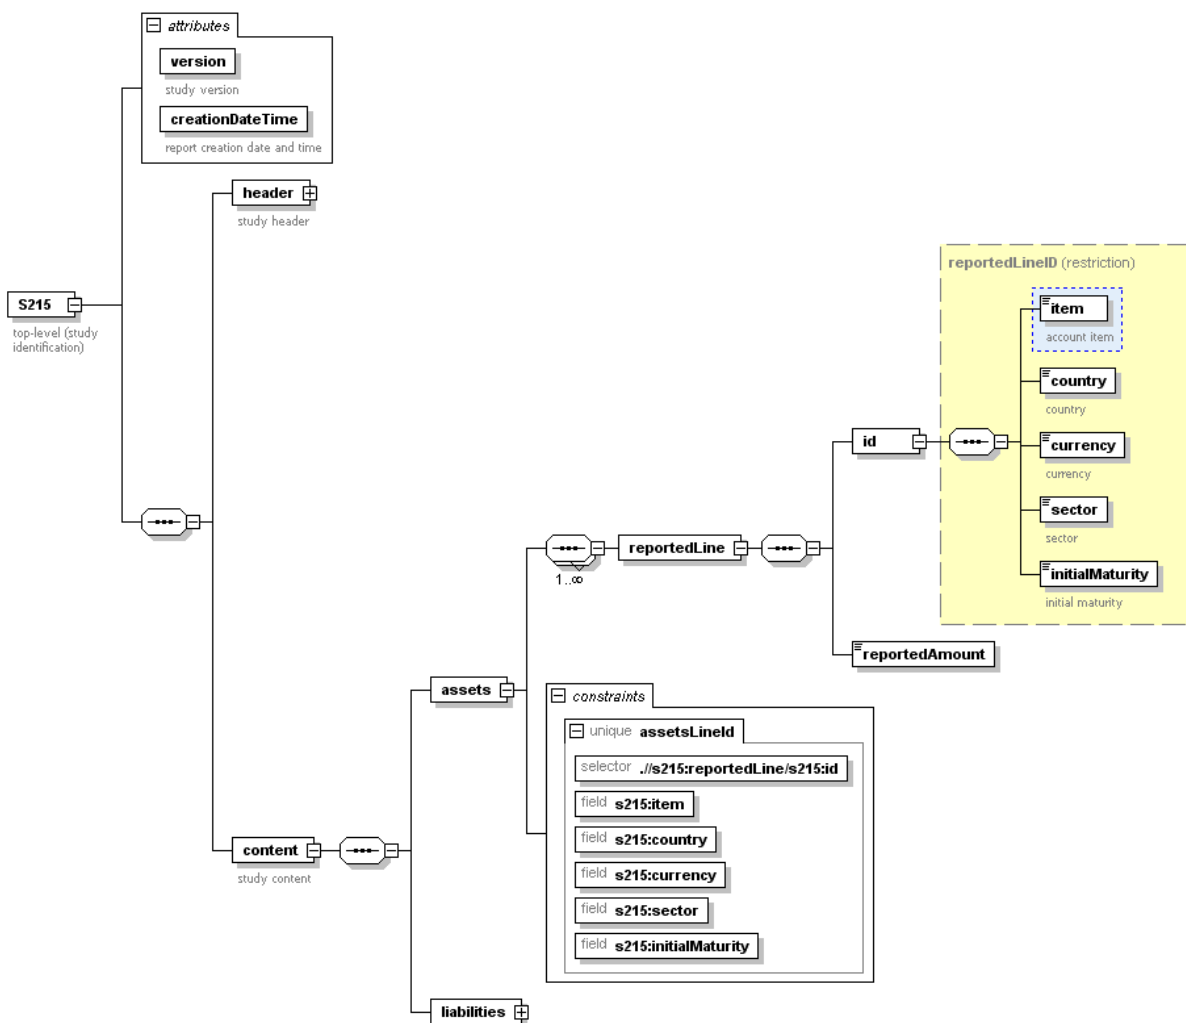 attributes
version
study version
creationDateTime
report creation date and time
header
study header
S215
top-level (study
identification)
reportedLineID (restriction)
item
account item
country
country
currency
currency
sector
sector
initialMaturity
initial maturity
id
reportedLine
1..∞
reportedAmount
assets
constraints
unique assetsLineId
selector .//s215:reportedLine/s215:id
field s215:item
field s215:country
field s215:currency
field s215:sector
field s215:initialMaturity
content
study content
liabilities